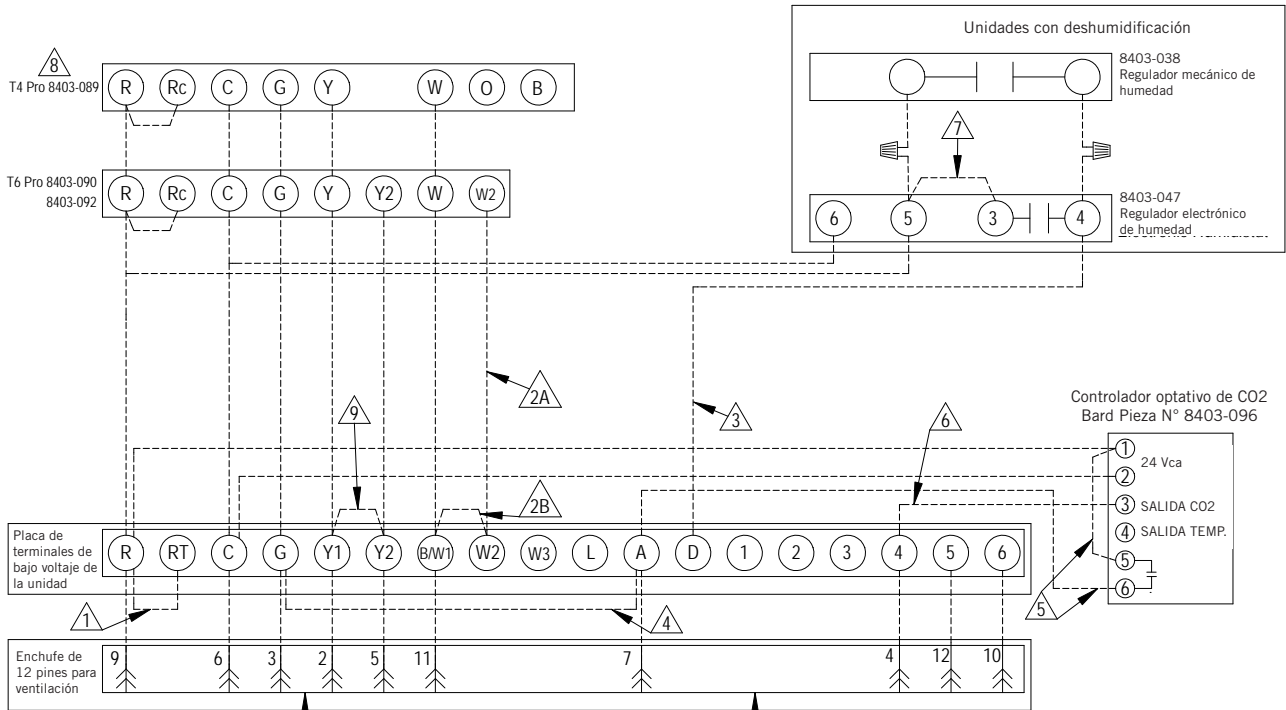 Unidades con deshumidificación
8403-038
Regulador mecánico de
humedad
8
T4 Pro 8403-089
R Rc C G Y W O B
7
T6 Pro 8403-090
8403-092
R Rc C G Y Y2 W W2
6 5 3 4
8403-047
Regulador electrónico
de humedad
2A
3
9
6
2B
Controlador optativo de CO2
Bard Pieza N° 8403-096
1
24 Vca
2
3 SALIDA CO2
4 SALIDA TEMP.
5
6
5
Placa de
terminales de
bajo voltaje de
la unidad
R RT C G Y1 Y2 B/W1 W2 W3 L A D 1 2 3 4 5 6
1
4
Enchufe de
12 pines para
ventilación
9 6 3 2 5 11 7 4 12 10